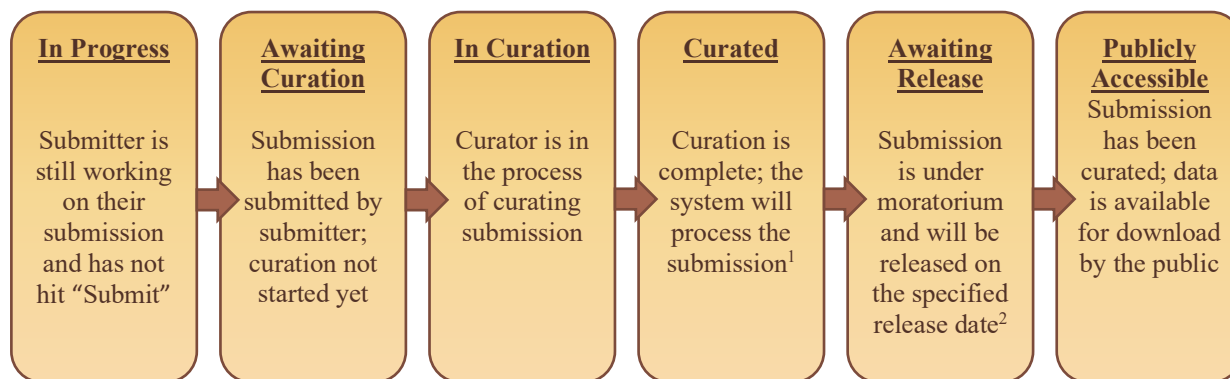 In Progress
Submitter is
still working
on their
submission
and has not
hit “Submit”
Awaiting
Curation
Submission
has been
submitted by
submitter;
curation not
started yet
In Curation
Curator is in
the process
of curating
submission
Curated
Curation is
complete; the
system will
process the
submission¹
Awaiting
Release
Submission
is under
moratorium
and will be
released on
the specified
release date²
Publicly
Accessible
Submission
has been
curated; data
is available
for download
by the public